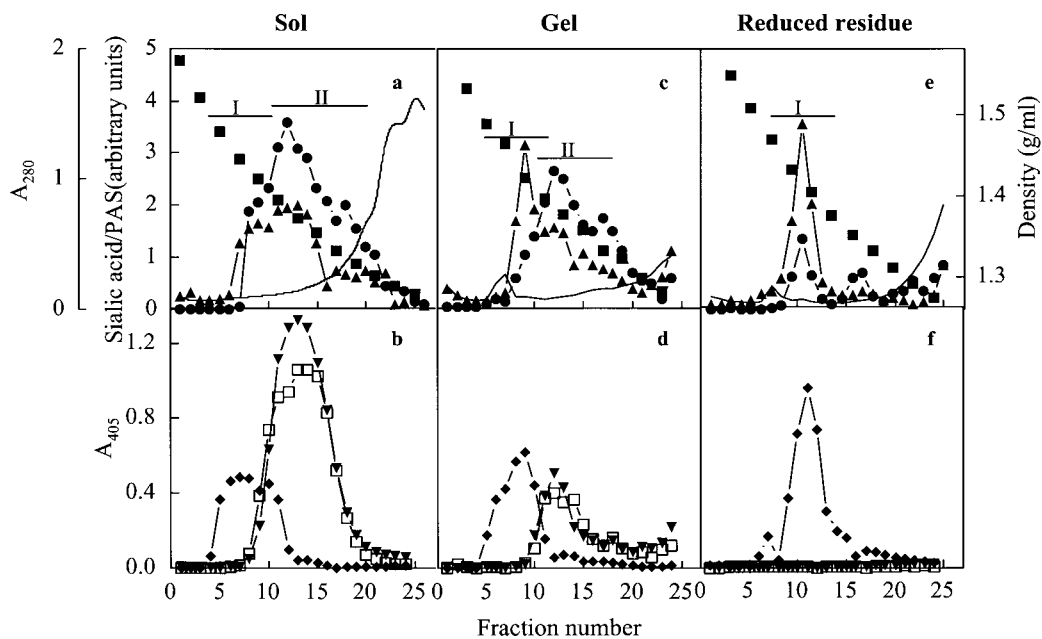 Sol Gel Reduced residue
2 5 a c e
I II I II I
4 1.5
Sialic acid/PAS(arbitrary units)
A280
Density (g/ml)
3
1 1.4
2
1 1.3
0 0
b d f
1.2
A405
0.8
0.4
0.0
0 5 10 15 20 25 0 5 10 15 20 25 0 5 10 15 20 25
Fraction number